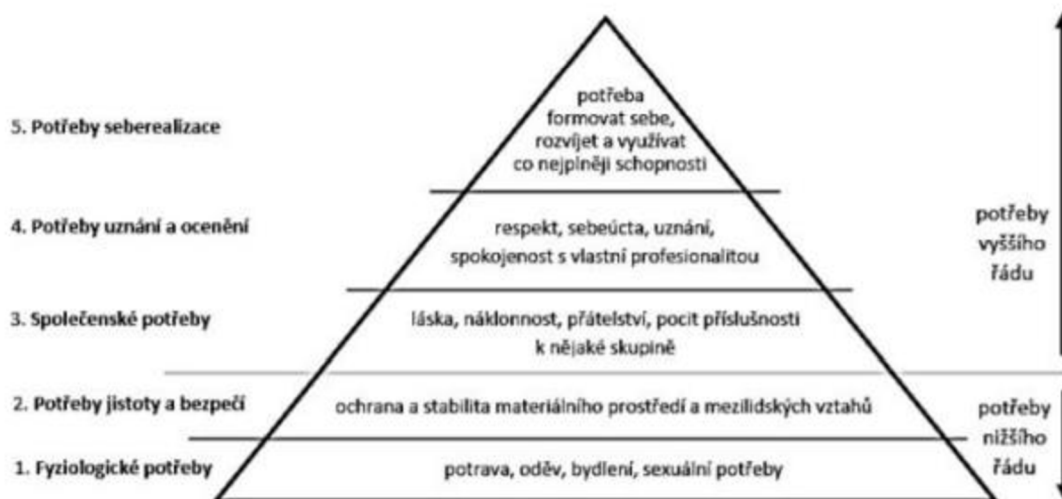 5. Potřeby seberealizace
potřeba
formovat sebe,
rozvíjet a využívat
co nejplněji schopnosti
4. Potřeby uznání a ocenění
respekt, sebeúcta, uznání,
spokojenost s vlastní profesionalitou
3. Společenské potřeby
láska, náklonnost, přátelství, pocit příslušnosti
k nějaké skupině
potřeby
vyššího
řádu
2. Potřeby jistoty a bezpečí
ochrana a stabilita materiálního prostředí a mezilidských vztahů
1. Fyziologické potřeby
potrava, oděv, bydlení, sexuální potřeby
potřeby
nižšího
řádu